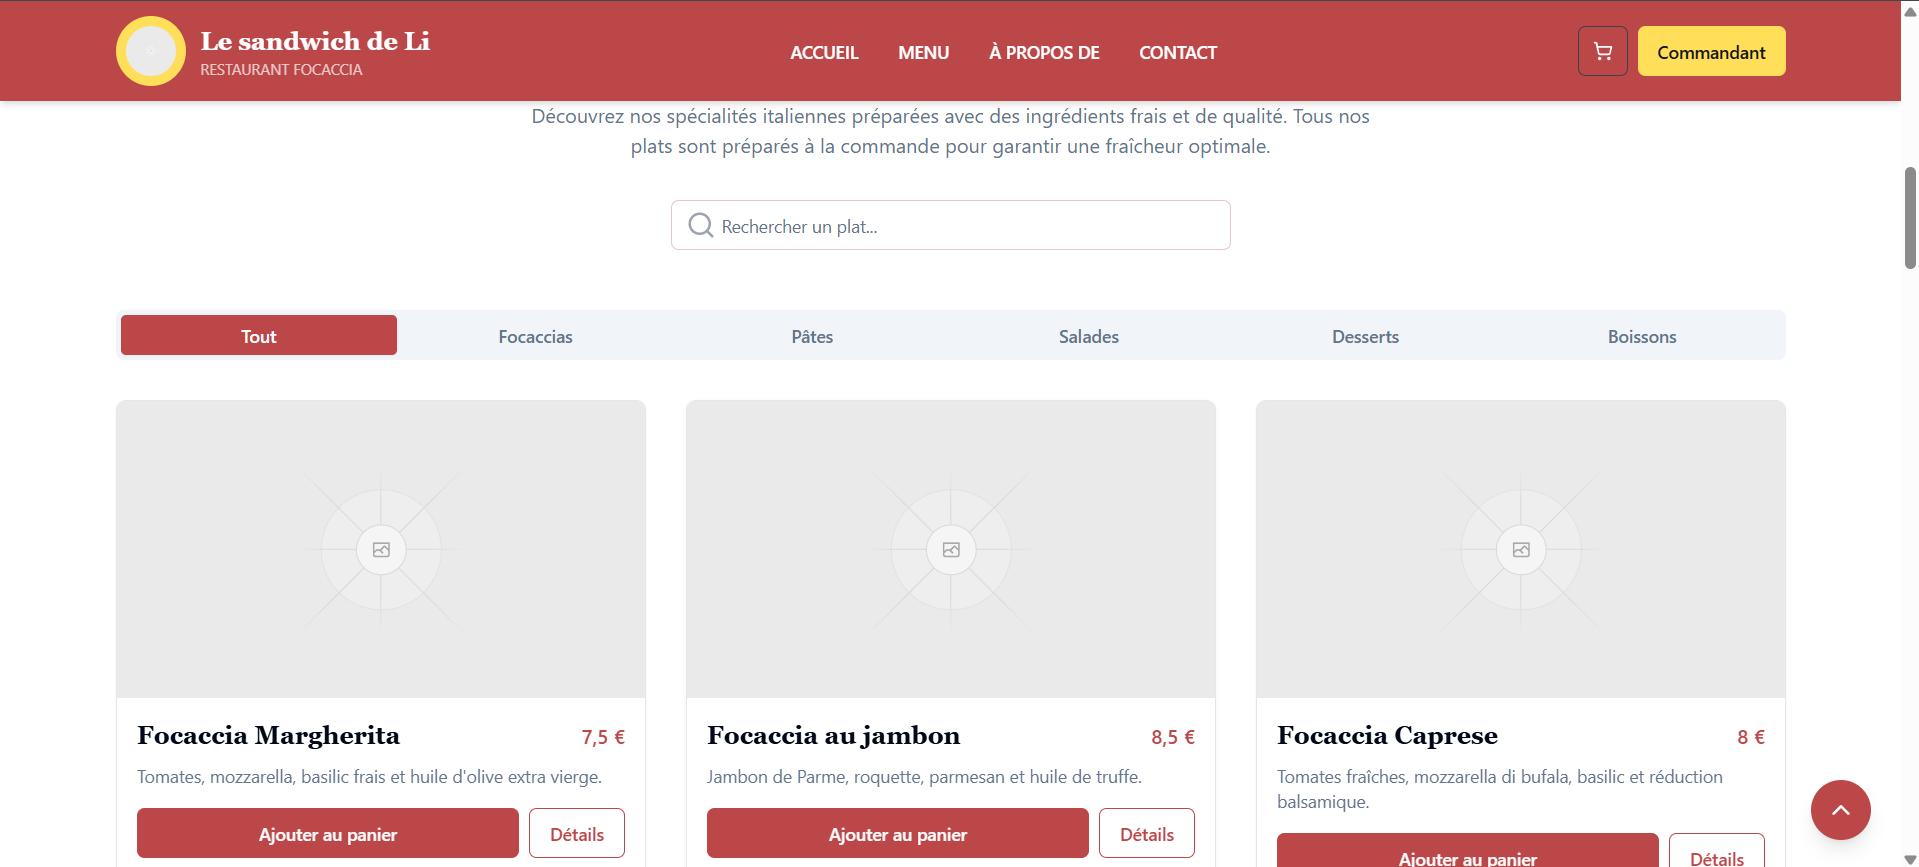 Le sandwich de Li
RESTAURANT FOCACCIA
ACCUEIL
MENU
À PROPOS DE
CONTACT
Commandant
Découvrez nos spécialités italiennes préparées avec des ingrédients frais et de qualité. Tous nos
plats sont préparés à la commande pour garantir une fraîcheur optimale.
Rechercher un plat...
Tout
Focaccias
Pâtes
Salades
Desserts
Boissons
Focaccia Margherita
7,5 €
Tomates, mozzarella, basilic frais et huile d'olive extra vierge.
Ajouter au panier
Détails
Focaccia au jambon
8,5 €
Jambon de Parme, roquette, parmesan et huile de truffe.
Ajouter au panier
Détails
Focaccia Caprese
8 €
Tomates fraîches, mozzarella di bufala, basilic et réduction
balsamique.
Ajouter au panier
Détails